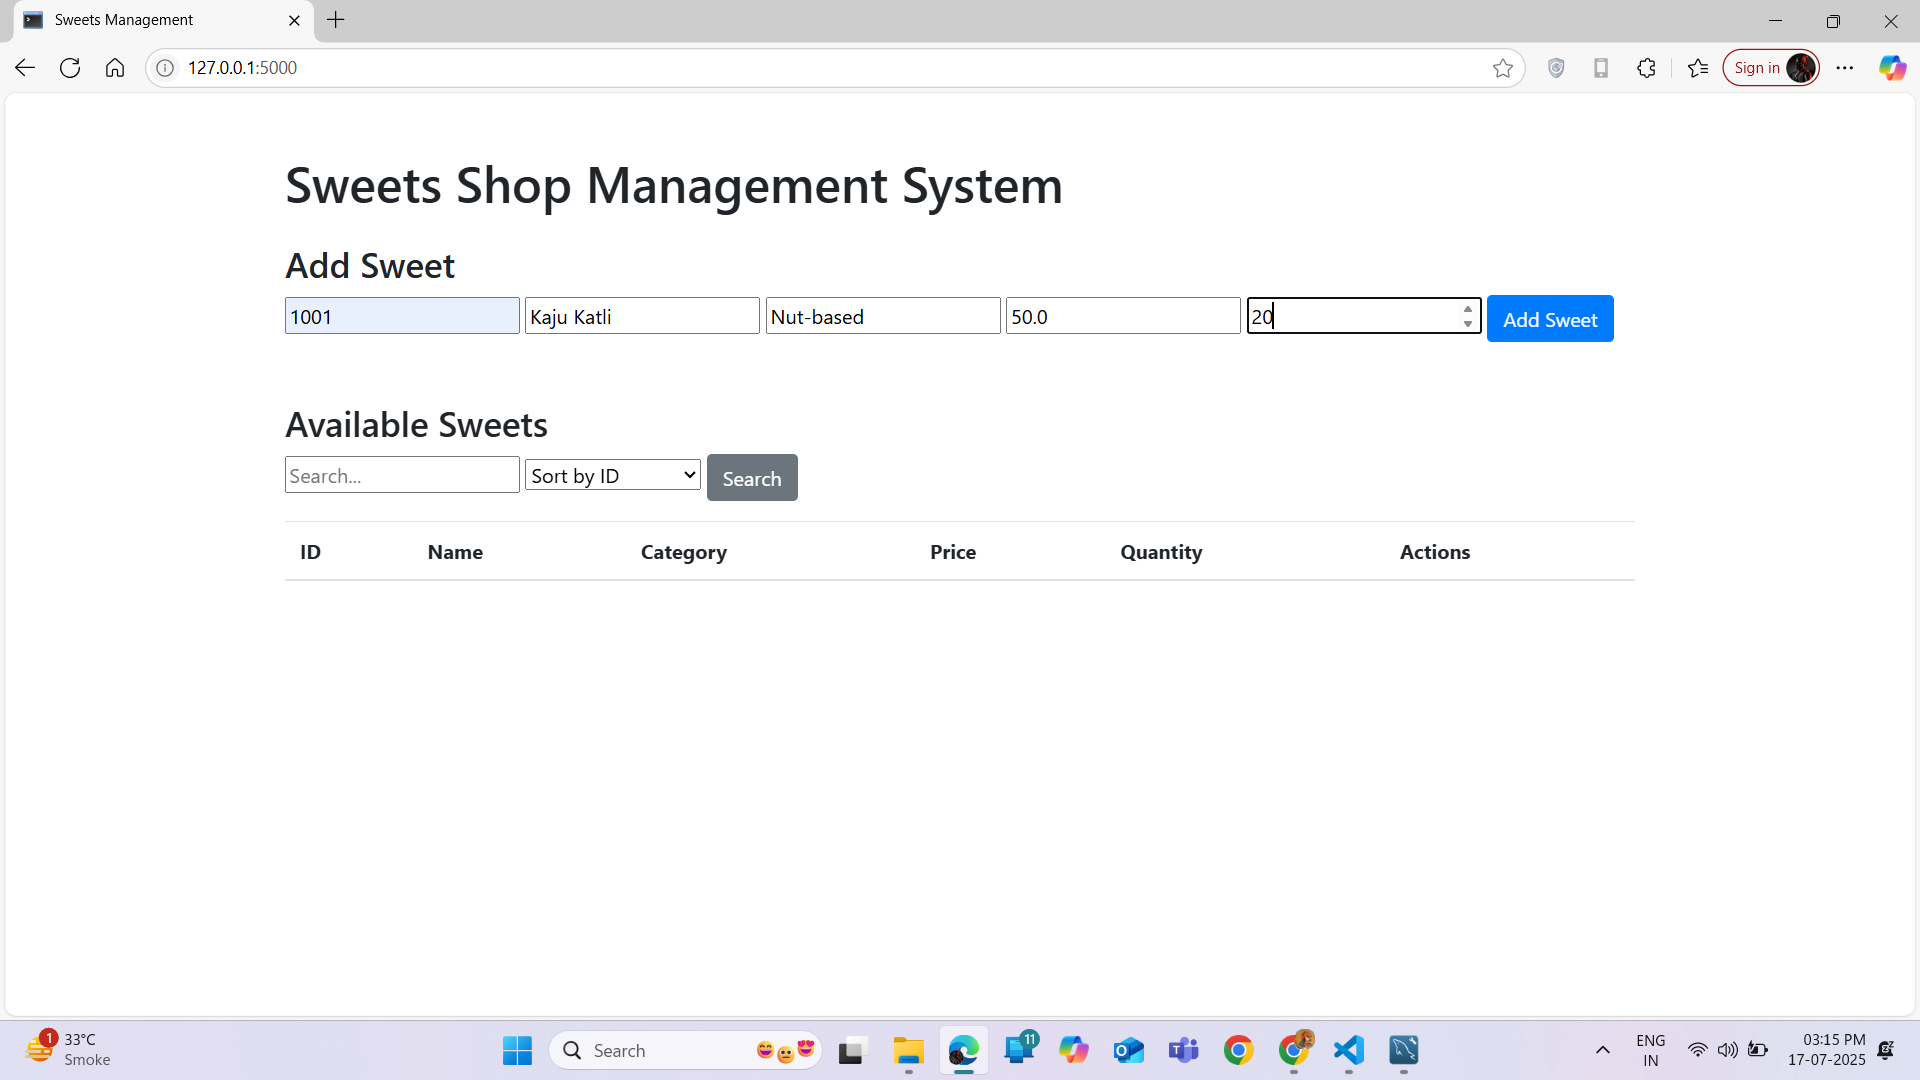 Sweets Management
127.0.0.1:5000
Sign in
Sweets Shop Management System
Add Sweet
1001 Kaju Katli Nut-based 50.0 20 Add Sweet
Available Sweets
Search... Sort by ID Search
ID Name Category Price Quantity Actions
1 33°C
Smoke
Search
11
ENG
IN
03:15 PM
17-07-2025